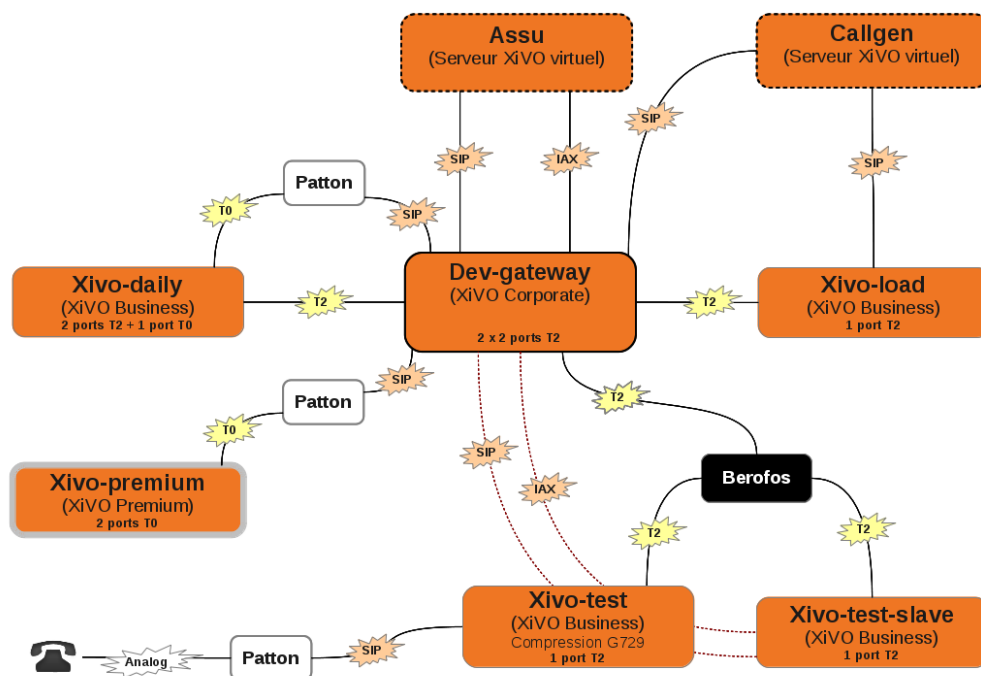 Assu
(Serveur XiVO virtuel)
Callgen
(Serveur XiVO virtuel)
SIP
SIP
IAX
SIP
Patton
T0
SIP
Xivo-daily
(XiVO Business)
2 ports T2 + 1 port T0
T2
Dev-gateway
(XiVO Corporate)
2 x 2 ports T2
T2
Xivo-load
(XiVO Business)
1 port T2
SIP
Patton
T0
T2
Xivo-premium
(XiVO Premium)
2 ports T0
SIP
IAX
Berofos
T2
T2
Xivo-test
(XiVO Business)
Compression G729
1 port T2
Xivo-test-slave
(XiVO Business)
1 port T2
Analog
Patton
SIP